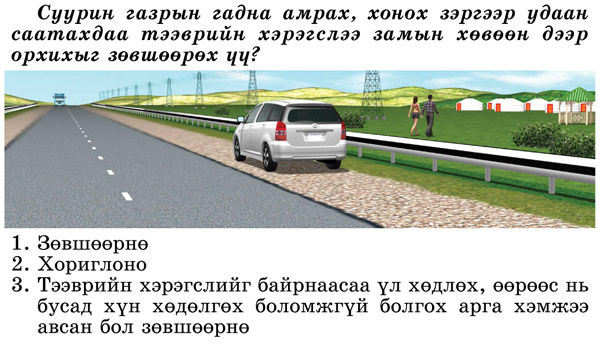 Суурин газрын гадна амрах, хонох зэргээр удаан
саатахдаа тээврийн хэрэгслээ замын хөвөөн дээр
орхихыг зөвшөөрөх үү?
1. Зөвшөөрнө
2. Хориглоно
3. Тээврийн хэрэгслийг байрнаасаа үл хөдлөх, өөрөөс нь
бусад хүн хөдөлгөх боломжгүй болгох арга хэмжээ
авсан бол зөвшөөрнө